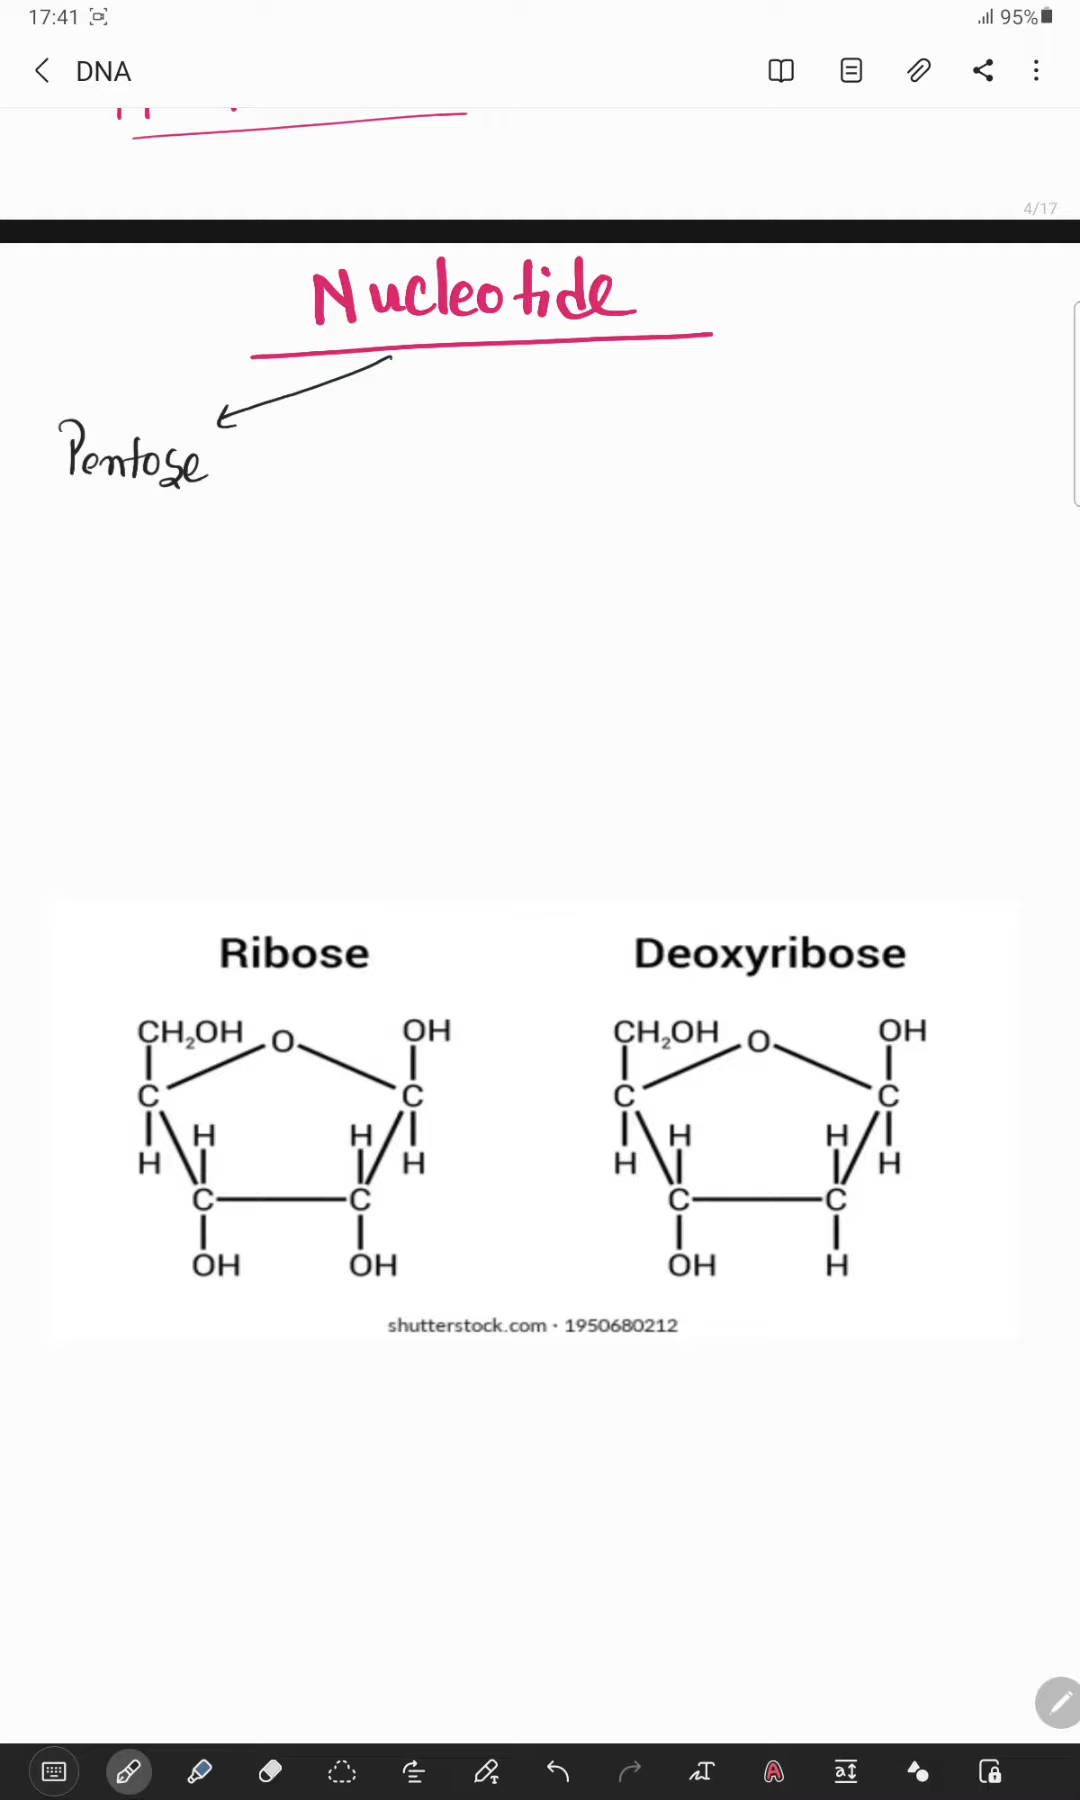 17:41 95%
DNA
4/17
Nucleotide
Pentose
Ribose Deoxyribose
CH₂OH O OH CH₂OH O OH
C C C C
H H H H
H H H H
C C C C
OH OH OH H
shutterstock.com · 1950680212